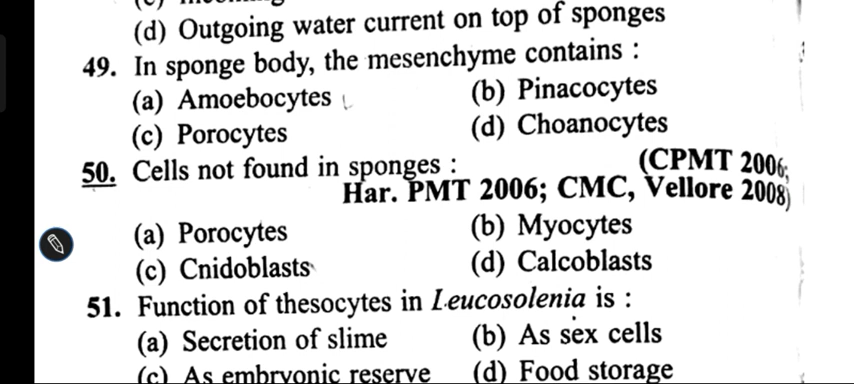 (d) Outgoing water current on top of sponges
49. In sponge body, the mesenchyme contains :
(a) Amoebocytes (b) Pinacocytes
(c) Porocytes (d) Choanocytes
50. Cells not found in sponges : (CPMT 2006;
Har. PMT 2006; CMC, Vellore 2008)
(a) Porocytes (b) Myocytes
(c) Cnidoblasts (d) Calcoblasts
51. Function of thesocytes in Leucosolenia is :
(a) Secretion of slime (b) As sex cells
(c) As embryonic reserve (d) Food storage